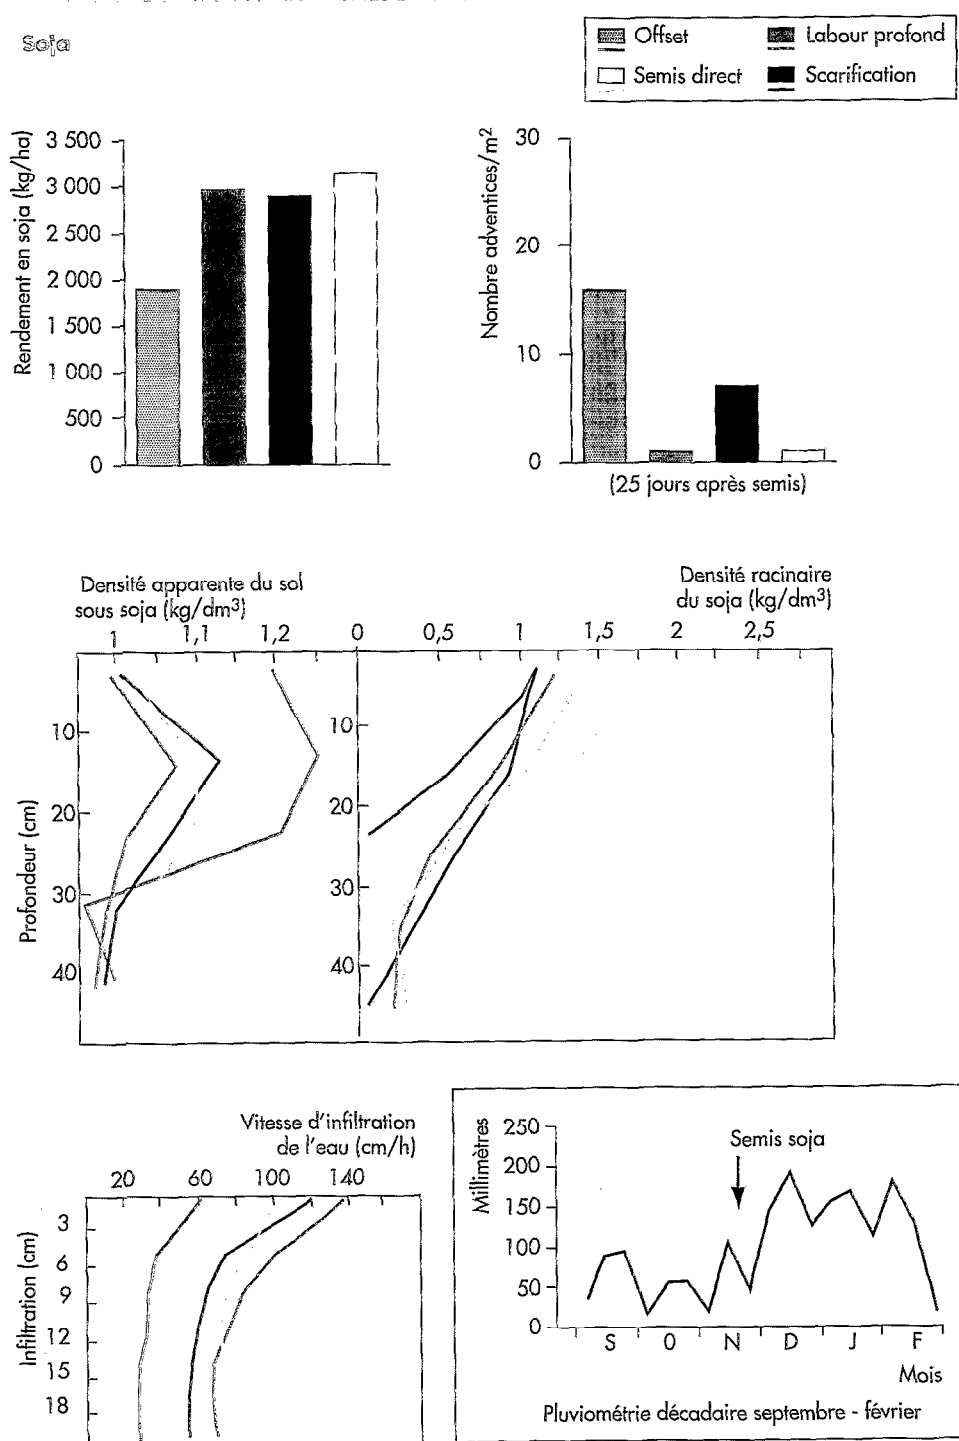 Soja
Offset
Labour profond
Semis direct
Scarification
Rendement en soja (kg/ha)
3 500
3 000
2 500
2 000
1 500
1 000
500
0
Nombre adventices/m²
30
20
10
0
(25 jours après semis)
Densité apparente du sol
sous soja (kg/dm³)
1 1,1 1,2
Densité racinaire
du soja (kg/dm³)
0 0,5 1 1,5 2 2,5
Profondeur (cm)
10
20
30
40
10
20
30
40
Vitesse d'infiltration
de l'eau (cm/h)
20 60 100 140
Infiltration (cm)
3
6
9
12
15
18
Millimètres
250
200
150
100
50
0
Semis soja
S 0 N D J F
Mois
Pluviométrie décadaire septembre - février